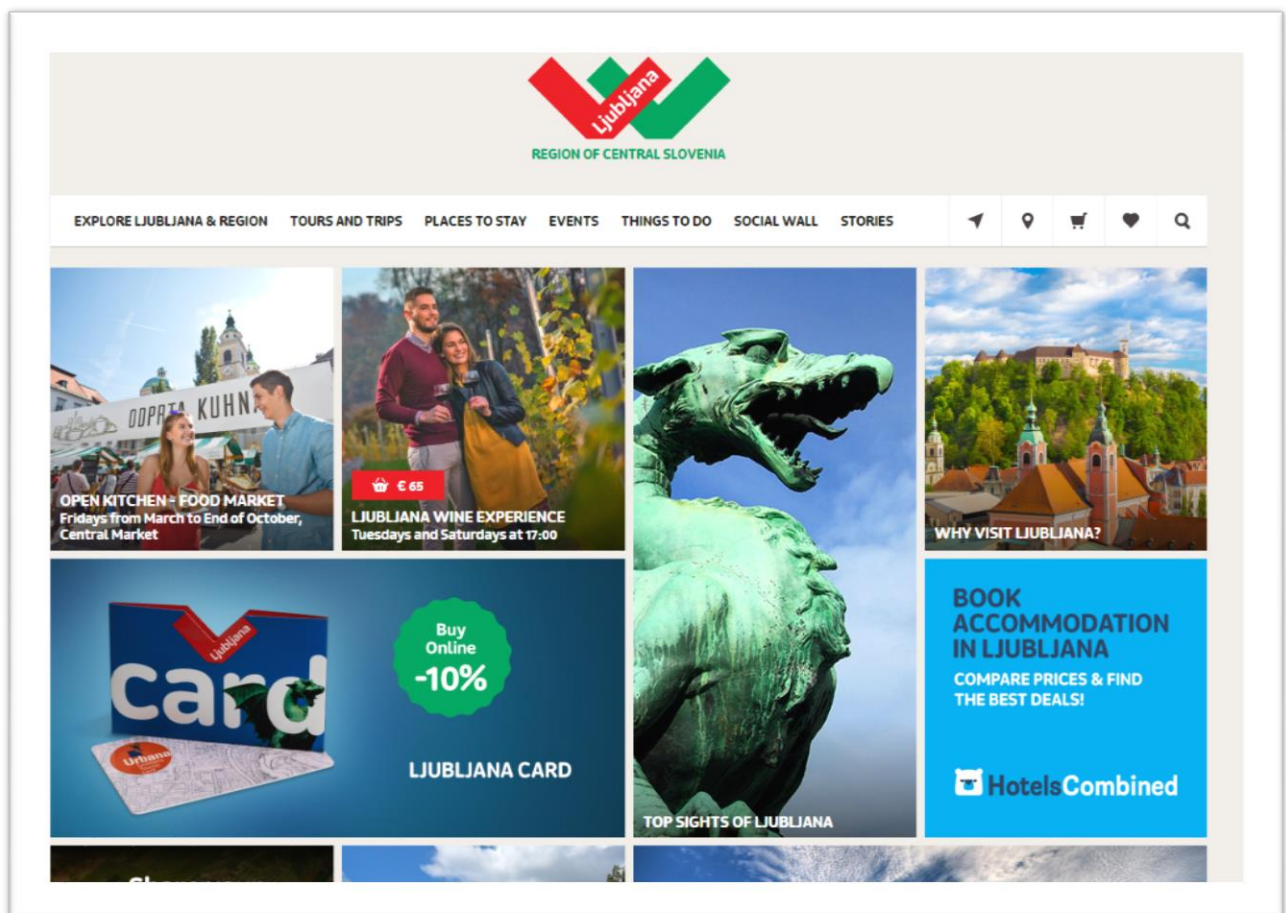 Ljubljana
REGION OF CENTRAL SLOVENIA
EXPLORE LJUBLJANA & REGION TOURS AND TRIPS PLACES TO STAY EVENTS THINGS TO DO SOCIAL WALL STORIES
ODPRTA KUHNA
OPEN KITCHEN - FOOD MARKET
Fridays from March to End of October,
Central Market
€ 65
LJUBLJANA WINE EXPERIENCE
Tuesdays and Saturdays at 17:00
TOP SIGHTS OF LJUBLJANA
WHY VISIT LJUBLJANA?
Ljubljana
card
Urbana
Buy
Online
-10%
LJUBLJANA CARD
BOOK
ACCOMMODATION
IN LJUBLJANA
COMPARE PRICES & FIND
THE BEST DEALS!
HotelsCombined